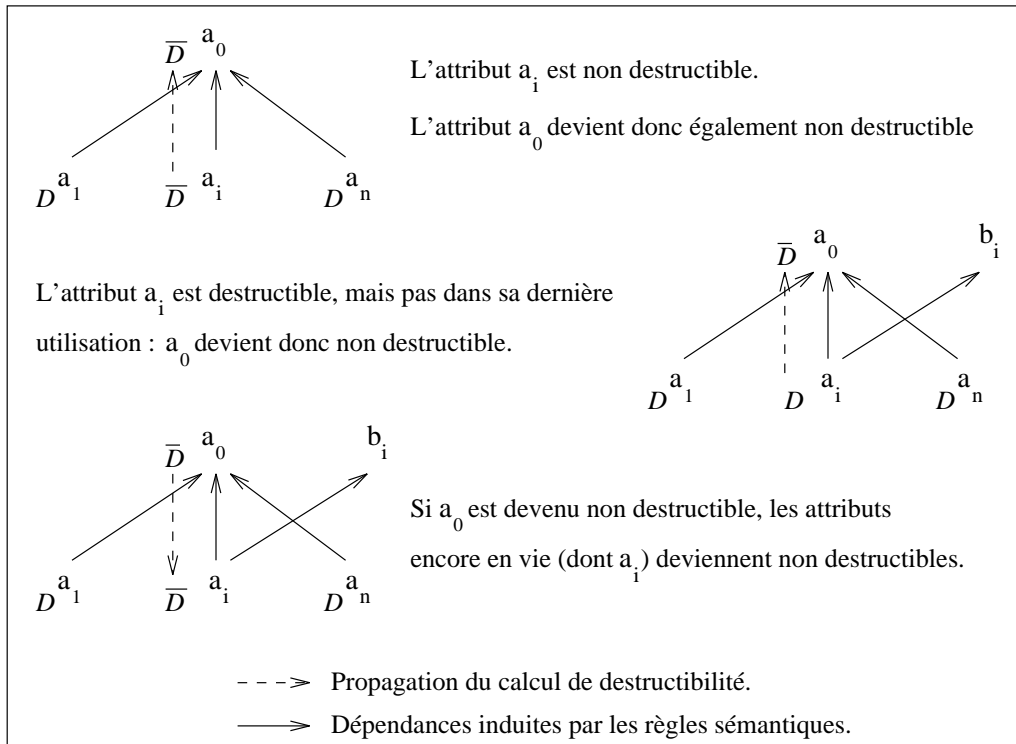 D̅ a₀
L'attribut aᵢ est non destructible.
L'attribut a₀ devient donc également non destructible
D a₁ D̅ aᵢ D aₙ
D̅ a₀ bᵢ
L'attribut aᵢ est destructible, mais pas dans sa dernière
utilisation : a₀ devient donc non destructible.
D a₁ D aᵢ D aₙ
D̅ a₀ bᵢ
Si a₀ est devenu non destructible, les attributs
encore en vie (dont aᵢ) deviennent non destructibles.
D a₁ D̅ aᵢ D aₙ
Propagation du calcul de destructibilité.
Dépendances induites par les règles sémantiques.